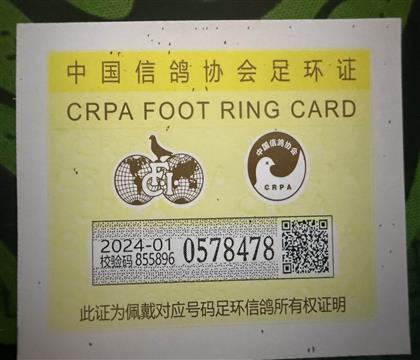 中国信鸽协会足环证
CRPA FOOT RING CARD
FCI
中国信鸽协会
CRPA
2024-01
校验码 855896
0578478
此证为佩戴对应号码足环信鸽所有权证明